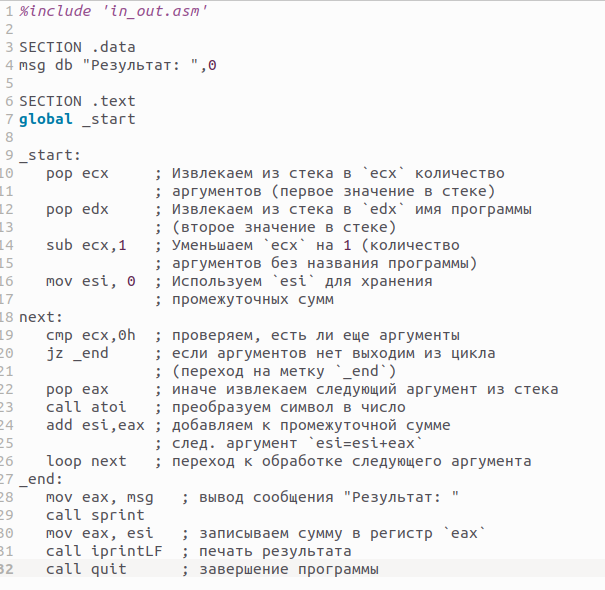 1 %include 'in_out.asm'
2
3 SECTION .data
4 msg db "Результат: ",0
5
6 SECTION .text
7 global _start
8
9 _start:
10 pop ecx ; Извлекаем из стека в `ecx` количество
11 ; аргументов (первое значение в стеке)
12 pop edx ; Извлекаем из стека в `edx` имя программы
13 ; (второе значение в стеке)
14 sub ecx,1 ; Уменьшаем `ecx` на 1 (количество
15 ; аргументов без названия программы)
16 mov esi, 0 ; Используем `esi` для хранения
17 ; промежуточных сумм
18 next:
19 cmp ecx,0h ; проверяем, есть ли еще аргументы
20 jz _end ; если аргументов нет выходим из цикла
21 ; (переход на метку `_end`)
22 pop eax ; иначе извлекаем следующий аргумент из стека
23 call atoi ; преобразуем символ в число
24 add esi,eax ; добавляем к промежуточной сумме
25 ; след. аргумент `esi=esi+eax`
26 loop next ; переход к обработке следующего аргумента
27 _end:
28 mov eax, msg ; вывод сообщения "Результат: "
29 call sprint
30 mov eax, esi ; записываем сумму в регистр `eax`
31 call iprintLF ; печать результата
32 call quit ; завершение программы